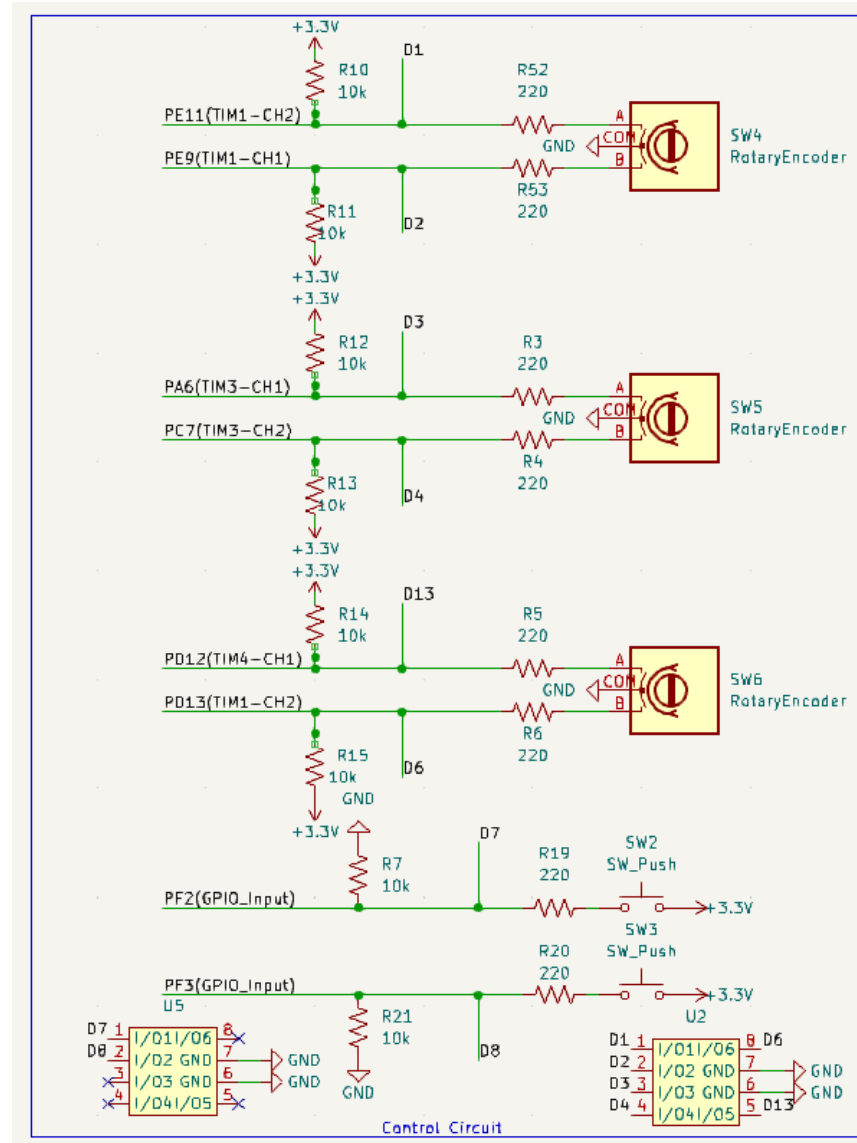 +3.3V
D1
R10
10k
R52
220
PE11(TIM1-CH2)
A
COM
GND
SW4
RotaryEncoder
PE9(TIM1-CH1)
B
R53
220
R11
10k
D2
+3.3V
+3.3V
D3
R12
10k
R3
220
PA6(TIM3-CH1)
A
COM
GND
SW5
RotaryEncoder
PC7(TIM3-CH2)
B
R4
220
R13
10k
D4
+3.3V
+3.3V
D13
R14
10k
R5
220
PD12(TIM4-CH1)
A
COM
GND
SW6
RotaryEncoder
PD13(TIM1-CH2)
B
R6
220
R15
10k
D6
GND
+3.3V
D7
R7
10k
R19
220
SW2
SW_Push
PF2(GPIO_Input)
+3.3V
SW3
SW_Push
R20
220
PF3(GPIO_Input)
+3.3V
U5
R21
10k
D8
GND
U2
D7 1 I/O1 I/O6 8
D8 2 I/O2 GND 7 GND
3 I/O3 GND 6 GND
4 I/O4 I/O5 5
D1 1 I/O1 I/O6 8 D6
D2 2 I/O2 GND 7 GND
D3 3 I/O3 GND 6 GND
D4 4 I/O4 I/O5 5 D13
Control Circuit